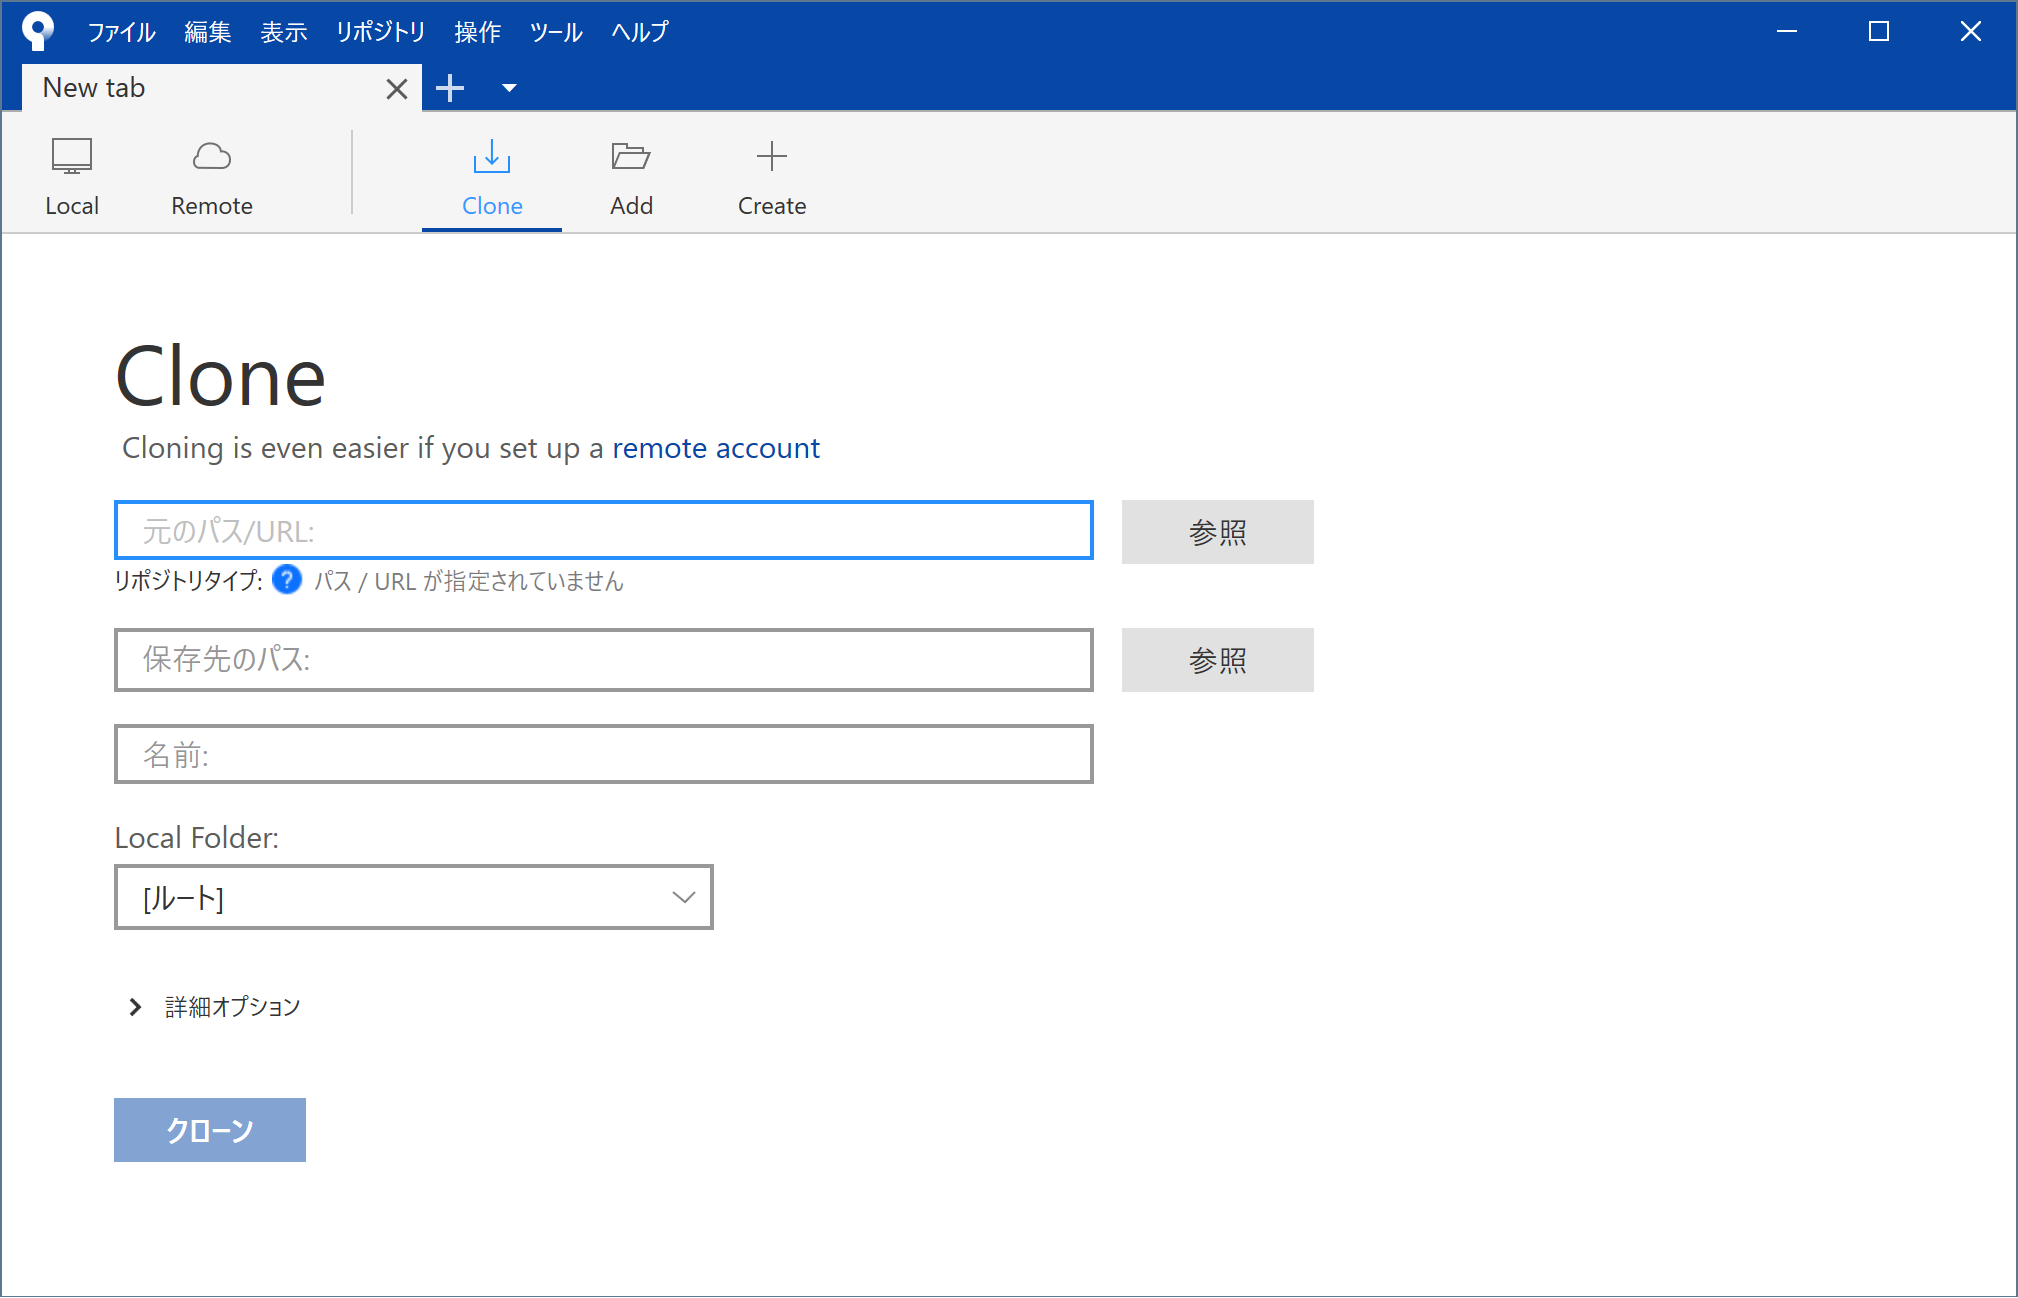 ファイル 編集 表示 リポジトリ 操作 ツール ヘルプ
New tab
Local Remote Clone Add Create
Clone
Cloning is even easier if you set up a remote account
元のパス/URL: 参照
リポジトリタイプ: ? パス / URL が指定されていません
保存先のパス: 参照
名前:
Local Folder:
[ルート]
詳細オプション
クローン